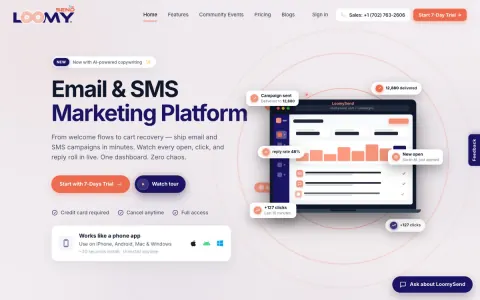 LOOMY SEND
Home Features Community Events Pricing Blogs Sign in Sales: +1 (702) 763-2606 Start 7 Day Trial
NEW Now with AI-powered copywriting
Email & SMS
Marketing Platform
From welcome flows to cart recovery — ship email and
SMS campaigns in minutes. Watch every open, click, and
reply roll in live. One dashboard. Zero chaos.
Start with 7-Days Trial →
Watch tour
Credit card required Cancel anytime Full access
Works like a phone app
Use on iPhone, Android, Mac & Windows
Campaign sent
Delivered to 12,880
12,880 delivered
LoomySend
reply rate 46%
New open
+127 clicks
+127 clicks
Feedback
Ask about LoomySend